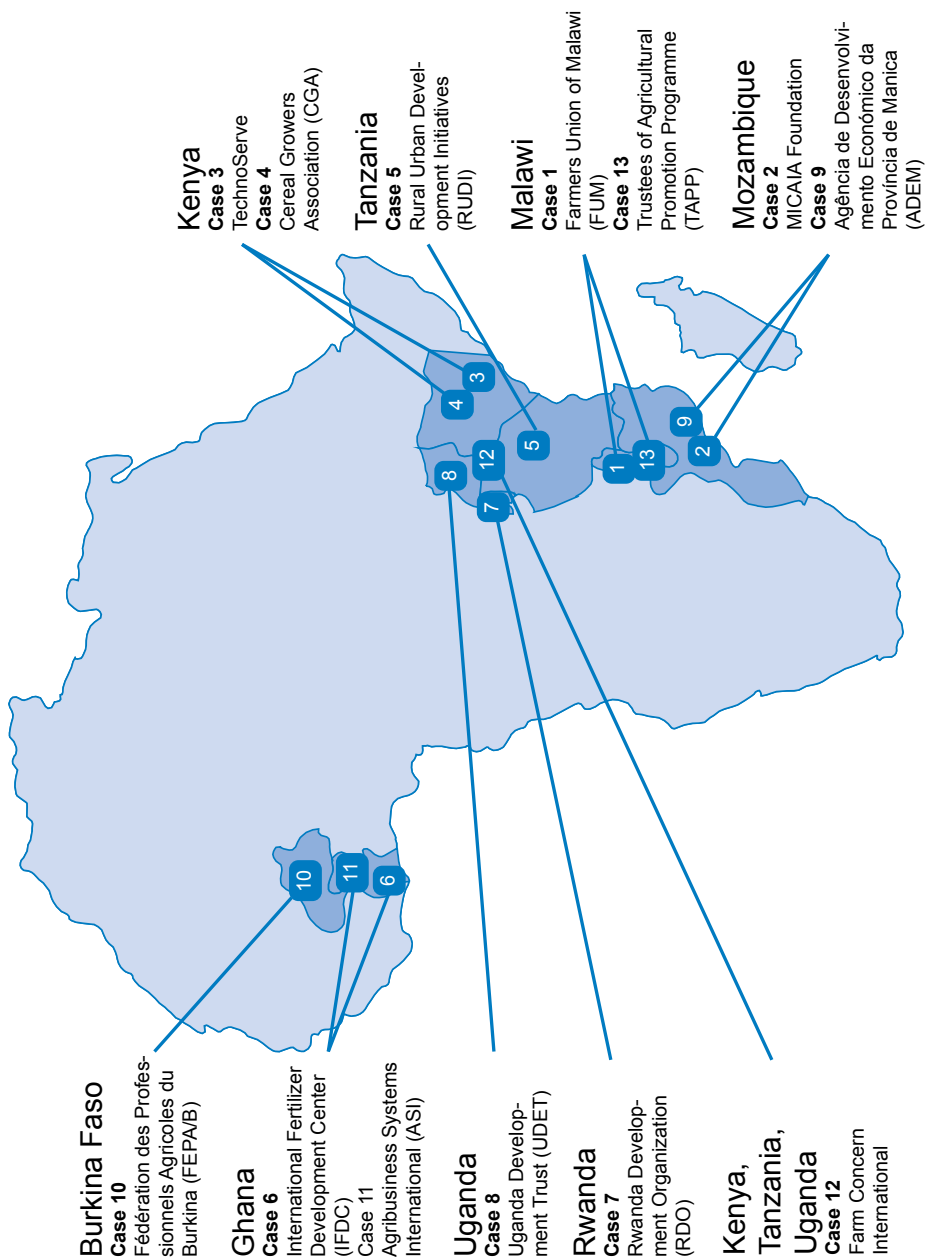 Burkina Faso
Case 10
Fédération des Profes-
sionnels Agricoles du
Burkina (FEPA/B)
Ghana
Case 6
International Fertilizer
Development Center
(IFDC)
Case 11
Agribusiness Systems
International (ASI)
Uganda
Case 8
Uganda Develop-
ment Trust (UDET)
Rwanda
Case 7
Rwanda Develop-
ment Organization
(RDO)
Kenya,
Tanzania,
Uganda
Case 12
Farm Concern
International
10
11
6
8
7
12
4
3
5
1
13
9
2
Kenya
Case 3
TechnoServe
Case 4
Cereal Growers
Association (CGA)
Tanzania
Case 5
Rural Urban Devel-
opment Initiatives
(RUDI)
Malawi
Case 1
Farmers Union of Malawi
(FUM)
Case 13
Trustees of Agricultural
Promotion Programme
(TAPP)
Mozambique
Case 2
MICAIA Foundation
Case 9
Agência de Desenvolvi-
mento Económico da
Província de Manica
(ADEM)